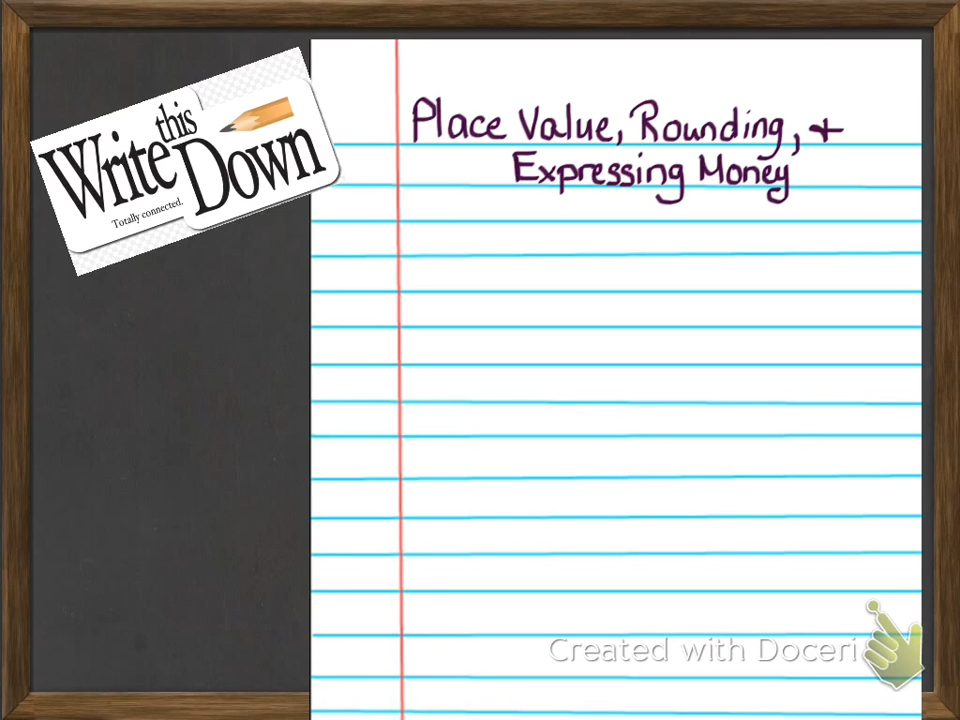 Write this Down
Totally connected.
Place Value, Rounding, +
Expressing Money
Created with Doceri